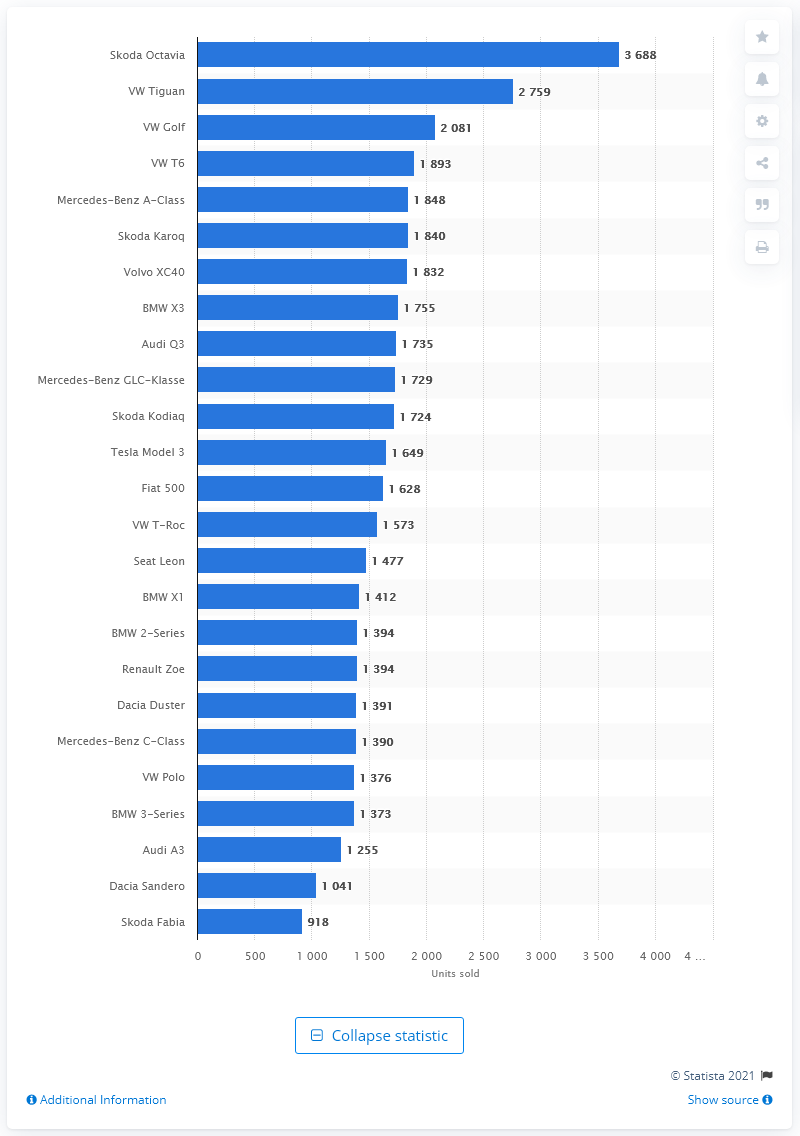 Skoda Octavia 3 688
VW Tiguan 2 759
VW Golf 2 081
VW T6 1 893
Mercedes-Benz A-Class 1 848
Skoda Karoq 1 840
Volvo XC40 1 832
BMW X3 1 755
Audi Q3 1 735
Mercedes-Benz GLC-Klasse 1 729
Skoda Kodiaq 1 724
Tesla Model 3 1 649
Fiat 500 1 628
VW T-Roc 1 573
Seat Leon 1 477
BMW X1 1 412
BMW 2-Series 1 394
Renault Zoe 1 394
Dacia Duster 1 391
Mercedes-Benz C-Class 1 390
VW Polo 1 376
BMW 3-Series 1 373
Audi A3 1 255
Dacia Sandero 1 041
Skoda Fabia 918
0 500 1 000 1 500 2 000 2 500 3 000 3 500 4 000 4 ...
Units sold
Collapse statistic
© Statista 2021
Additional Information Show source